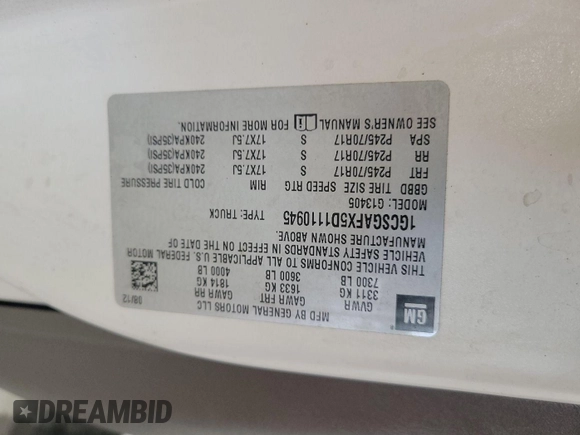 MFD BY GENERAL MOTORS LLC 08/12
GVWR GAWR FRT GAWR RR
3311 KG 1633 KG 1814 KG
7300 LB 3600 LB 4000 LB
GM
THIS VEHICLE CONFORMS TO ALL APPLICABLE U.S. FEDERAL MOTOR
VEHICLE SAFETY STANDARDS IN EFFECT ON THE DATE OF
MANUFACTURE SHOWN ABOVE.
1GCSGAFX5D1110945 TYPE: TRUCK
MODEL: G13405
GBBD TIRE SIZE SPEED RTG RIM COLD TIRE PRESSURE
FRT P245/70R17 S 17X7.5J 240KPA(35PSI)
RR P245/70R17 S 17X7.5J 240KPA(35PSI)
SPA P245/70R17 S 17X7.5J 240KPA(35PSI)
SEE OWNER'S MANUAL FOR MORE INFORMATION.
DREAMBID